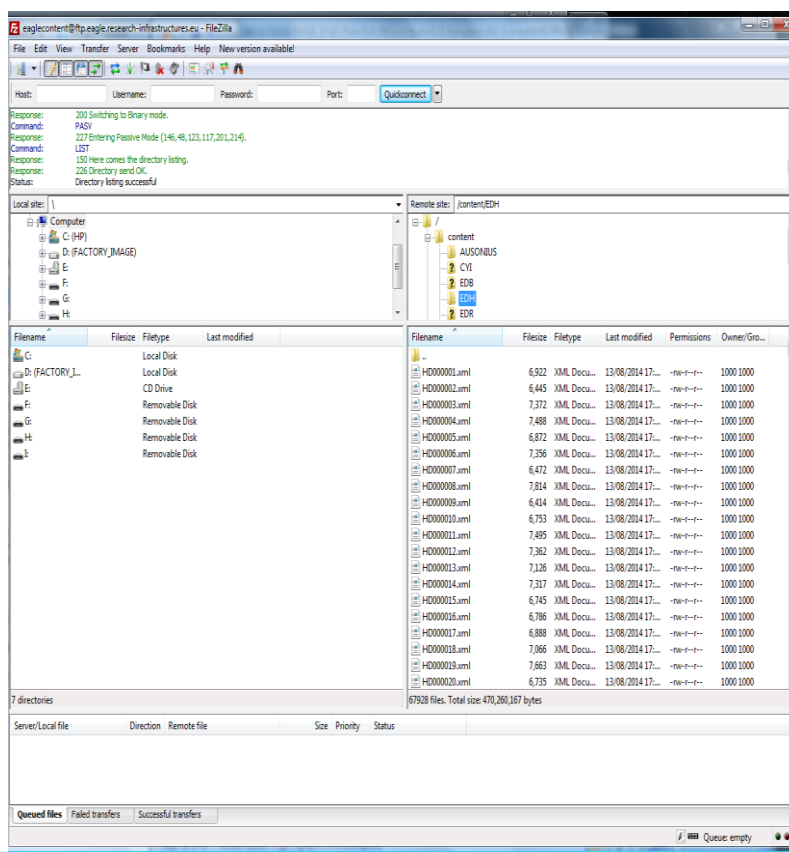 eaglecontent@ftp.eagle.research-infrastructures.eu - FileZilla
File Edit View Transfer Server Bookmarks Help New version available!
Host: Username: Password: Port: Quickconnect
Response: 200 Switching to Binary mode.
Command: PASV
Response: 227 Entering Passive Mode (146,48,123,117,201,214).
Command: LIST
Response: 150 Here comes the directory listing.
Response: 226 Directory send OK.
Status: Directory listing successful
Local site: \
Computer
C: (HP)
D: (FACTORY_IMAGE)
E:
F:
G:
H:
Remote site: /content/EDH
/
content
AUSONIUS
CYI
EDB
EDH
EDR
Filename Filesize Filetype Last modified
C: Local Disk
D: (FACTORY_I... Local Disk
E: CD Drive
F: Removable Disk
G: Removable Disk
H: Removable Disk
I: Removable Disk
7 directories
Filename Filesize Filetype Last modified Permissions Owner/Gro...
..
HD000001.xml 6,922 XML Docu... 13/08/2014 17:... -rw-r--r-- 1000 1000
HD000002.xml 6,445 XML Docu... 13/08/2014 17:... -rw-r--r-- 1000 1000
HD000003.xml 7,372 XML Docu... 13/08/2014 17:... -rw-r--r-- 1000 1000
HD000004.xml 7,488 XML Docu... 13/08/2014 17:... -rw-r--r-- 1000 1000
HD000005.xml 6,872 XML Docu... 13/08/2014 17:... -rw-r--r-- 1000 1000
HD000006.xml 7,356 XML Docu... 13/08/2014 17:... -rw-r--r-- 1000 1000
HD000007.xml 6,472 XML Docu... 13/08/2014 17:... -rw-r--r-- 1000 1000
HD000008.xml 7,814 XML Docu... 13/08/2014 17:... -rw-r--r-- 1000 1000
HD000009.xml 6,414 XML Docu... 13/08/2014 17:... -rw-r--r-- 1000 1000
HD000010.xml 6,753 XML Docu... 13/08/2014 17:... -rw-r--r-- 1000 1000
HD000011.xml 7,495 XML Docu... 13/08/2014 17:... -rw-r--r-- 1000 1000
HD000012.xml 7,362 XML Docu... 13/08/2014 17:... -rw-r--r-- 1000 1000
HD000013.xml 7,126 XML Docu... 13/08/2014 17:... -rw-r--r-- 1000 1000
HD000014.xml 7,317 XML Docu... 13/08/2014 17:... -rw-r--r-- 1000 1000
HD000015.xml 6,745 XML Docu... 13/08/2014 17:... -rw-r--r-- 1000 1000
HD000016.xml 6,786 XML Docu... 13/08/2014 17:... -rw-r--r-- 1000 1000
HD000017.xml 6,888 XML Docu... 13/08/2014 17:... -rw-r--r-- 1000 1000
HD000018.xml 7,066 XML Docu... 13/08/2014 17:... -rw-r--r-- 1000 1000
HD000019.xml 7,663 XML Docu... 13/08/2014 17:... -rw-r--r-- 1000 1000
HD000020.xml 6,735 XML Docu... 13/08/2014 17:... -rw-r--r-- 1000 1000
67928 files. Total size: 470,260,167 bytes
Server/Local file Direction Remote file Size Priority Status
Queued files Failed transfers Successful transfers
Queue: empty